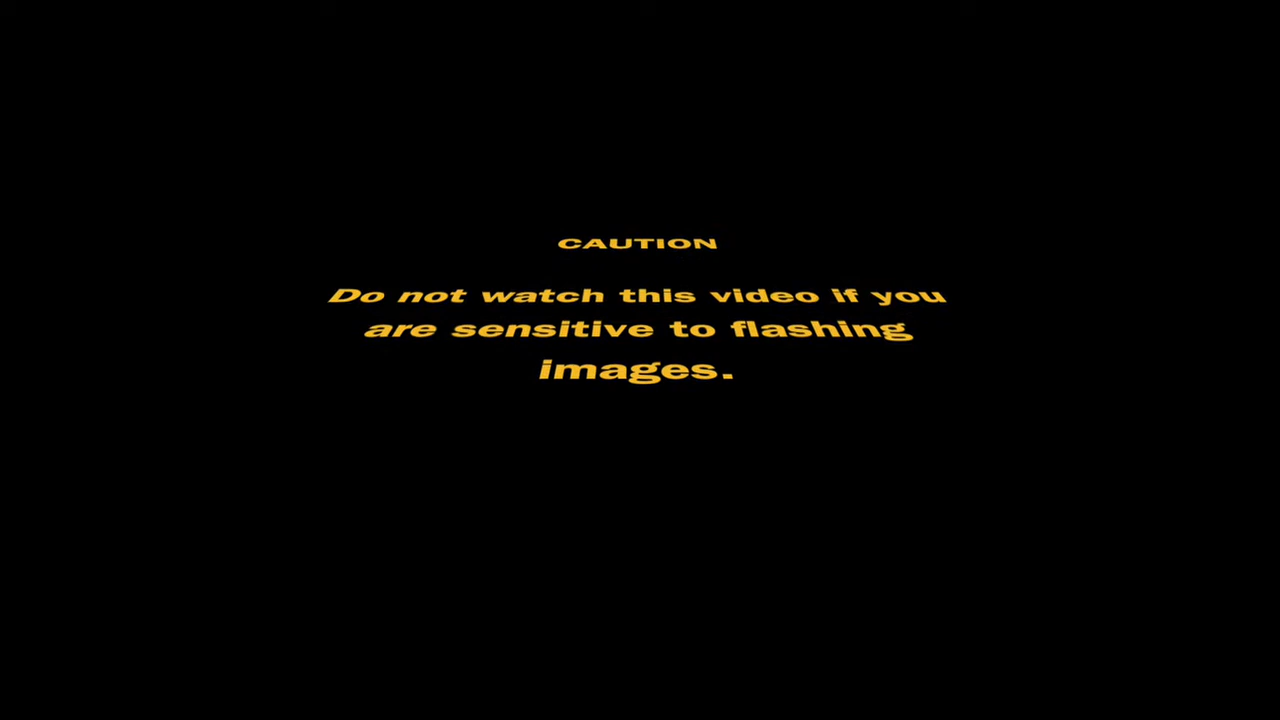 CAUTION
Do not watch this video if you
are sensitive to flashing
images.